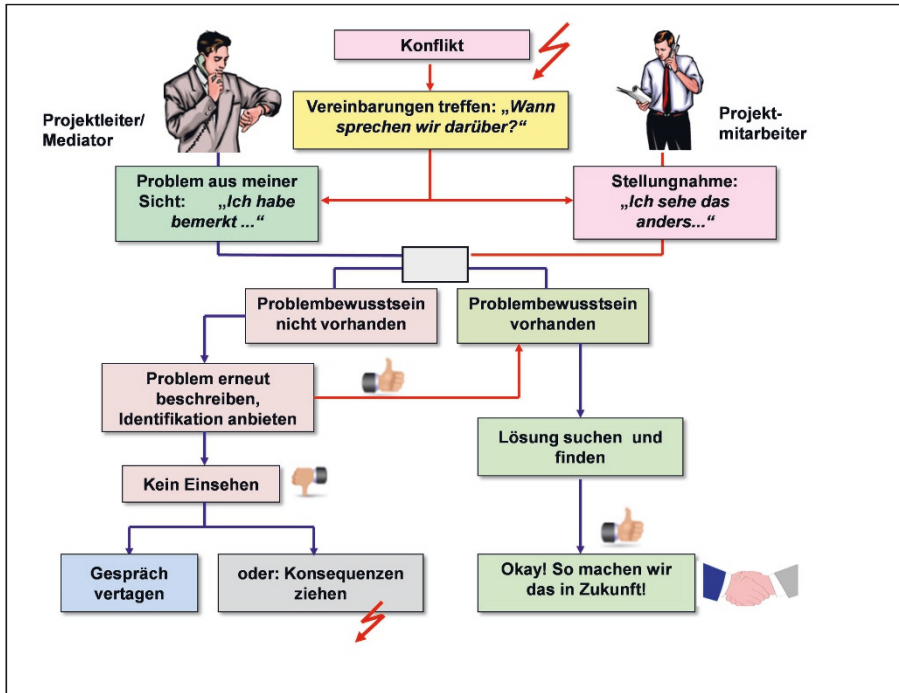 Konflikt
Projektleiter/
Mediator
Vereinbarungen treffen: „Wann
sprechen wir darüber?“
Projekt-
mitarbeiter
Problem aus meiner
Sicht: „Ich habe
bemerkt ...“
Stellungnahme:
„Ich sehe das
anders...“
Problembewusstsein
nicht vorhanden
Problembewusstsein
vorhanden
Problem erneut
beschreiben,
Identifikation anbieten
Lösung suchen und
finden
Kein Einsehen
Gespräch
vertagen
oder: Konsequenzen
ziehen
Okay! So machen wir
das in Zukunft!